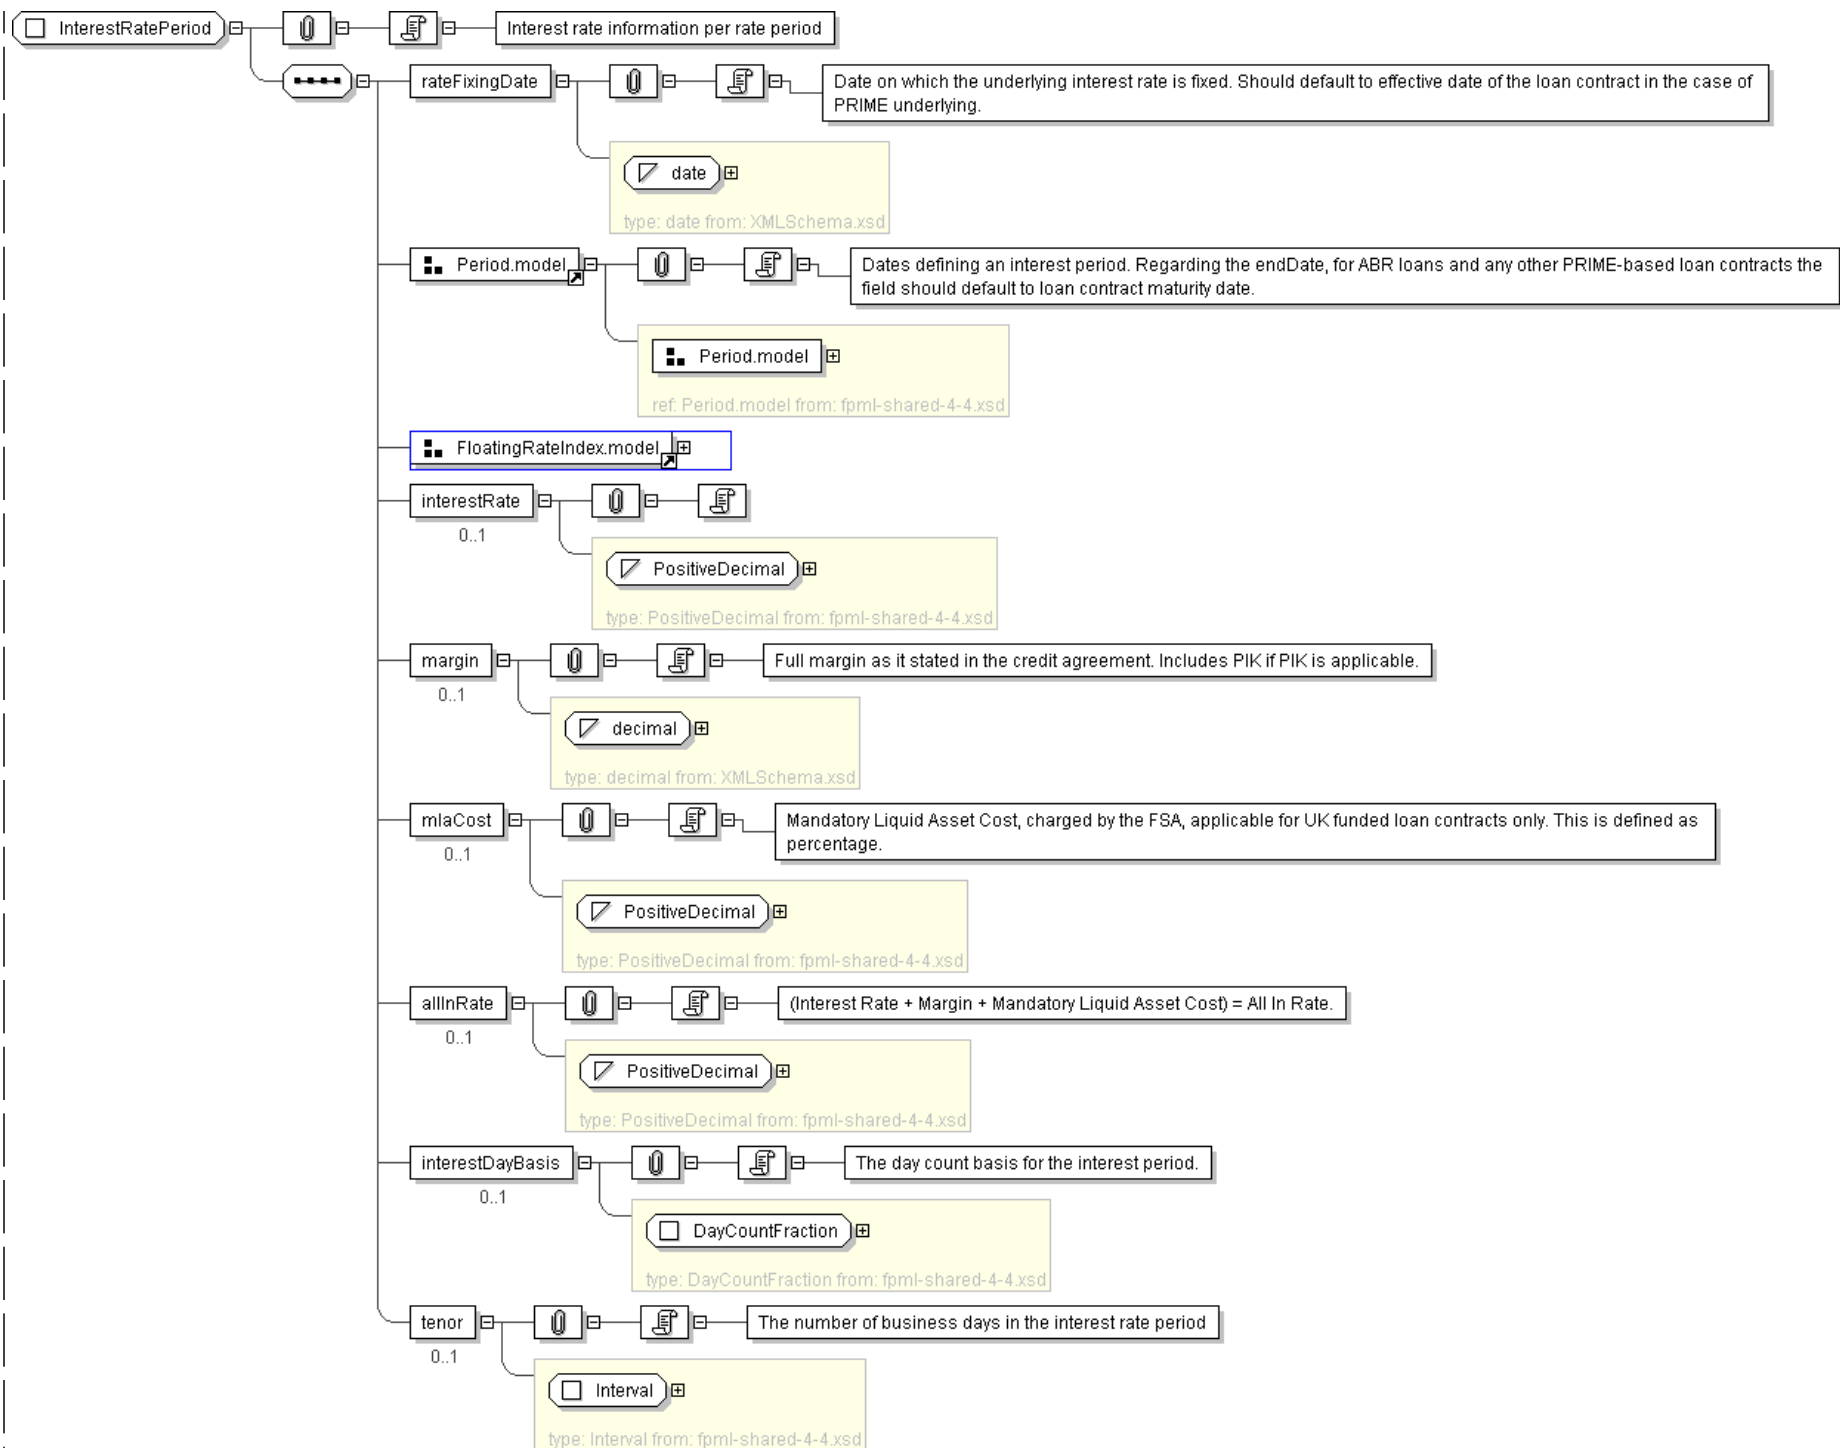 InterestRatePeriod
Interest rate information per rate period
rateFixingDate
Date on which the underlying interest rate is fixed. Should default to effective date of the loan contract in the case of
PRIME underlying.
date
type: date from: XMLSchema.xsd
Period.model
Dates defining an interest period. Regarding the endDate, for ABR loans and any other PRIME-based loan contracts the
field should default to loan contract maturity date.
Period.model
ref: Period.model from: fpml-shared-4-4.xsd
FloatingRateIndex.model
interestRate
0..1
PositiveDecimal
type: PositiveDecimal from: fpml-shared-4-4.xsd
margin
Full margin as it stated in the credit agreement. Includes PIK if PIK is applicable.
0..1
decimal
type: decimal from: XMLSchema.xsd
mlaCost
Mandatory Liquid Asset Cost, charged by the FSA, applicable for UK funded loan contracts only. This is defined as
percentage.
0..1
PositiveDecimal
type: PositiveDecimal from: fpml-shared-4-4.xsd
allInRate
(Interest Rate + Margin + Mandatory Liquid Asset Cost) = All In Rate.
0..1
PositiveDecimal
type: PositiveDecimal from: fpml-shared-4-4.xsd
interestDayBasis
The day count basis for the interest period.
0..1
DayCountFraction
type: DayCountFraction from: fpml-shared-4-4.xsd
tenor
The number of business days in the interest rate period
0..1
Interval
type: Interval from: fpml-shared-4-4.xsd